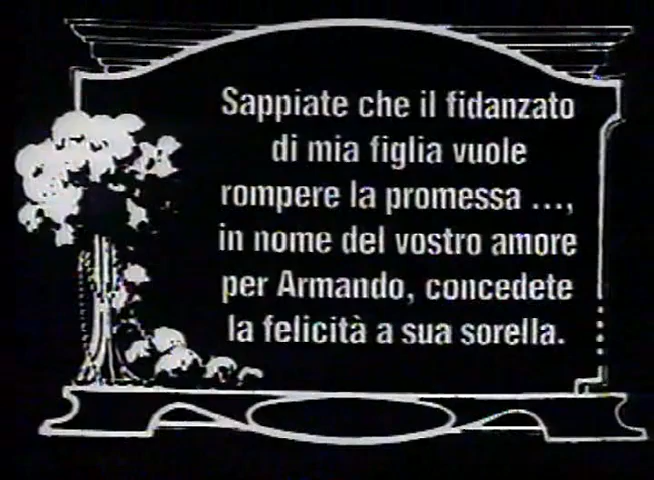 Sappiate che il fidanzato
di mia figlia vuole
rompere la promessa ...,
in nome del vostro amore
per Armando, concedete
la felicità a sua sorella.